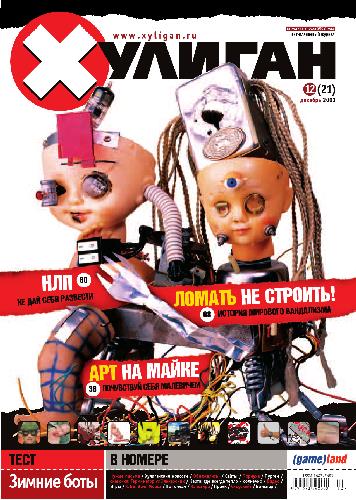 www.xyligan.ru
ХУЛИГАН
12 (21)
декабрь 2003
НЛП 60
НЕ ДАЙ СЕБЯ РАЗВЕСТИ
ЛОМАТЬ НЕ СТРОИТЬ!
ИСТОРИЯ МИРОВОГО ВАНДАЛИЗМА
АРТ НА МАЙКЕ
38 ПОЧУВСТВУЙ СЕБЯ МАЛЕВИЧЕМ
ТЕСТ
Зимние боты
В НОМЕРЕ
(game)land